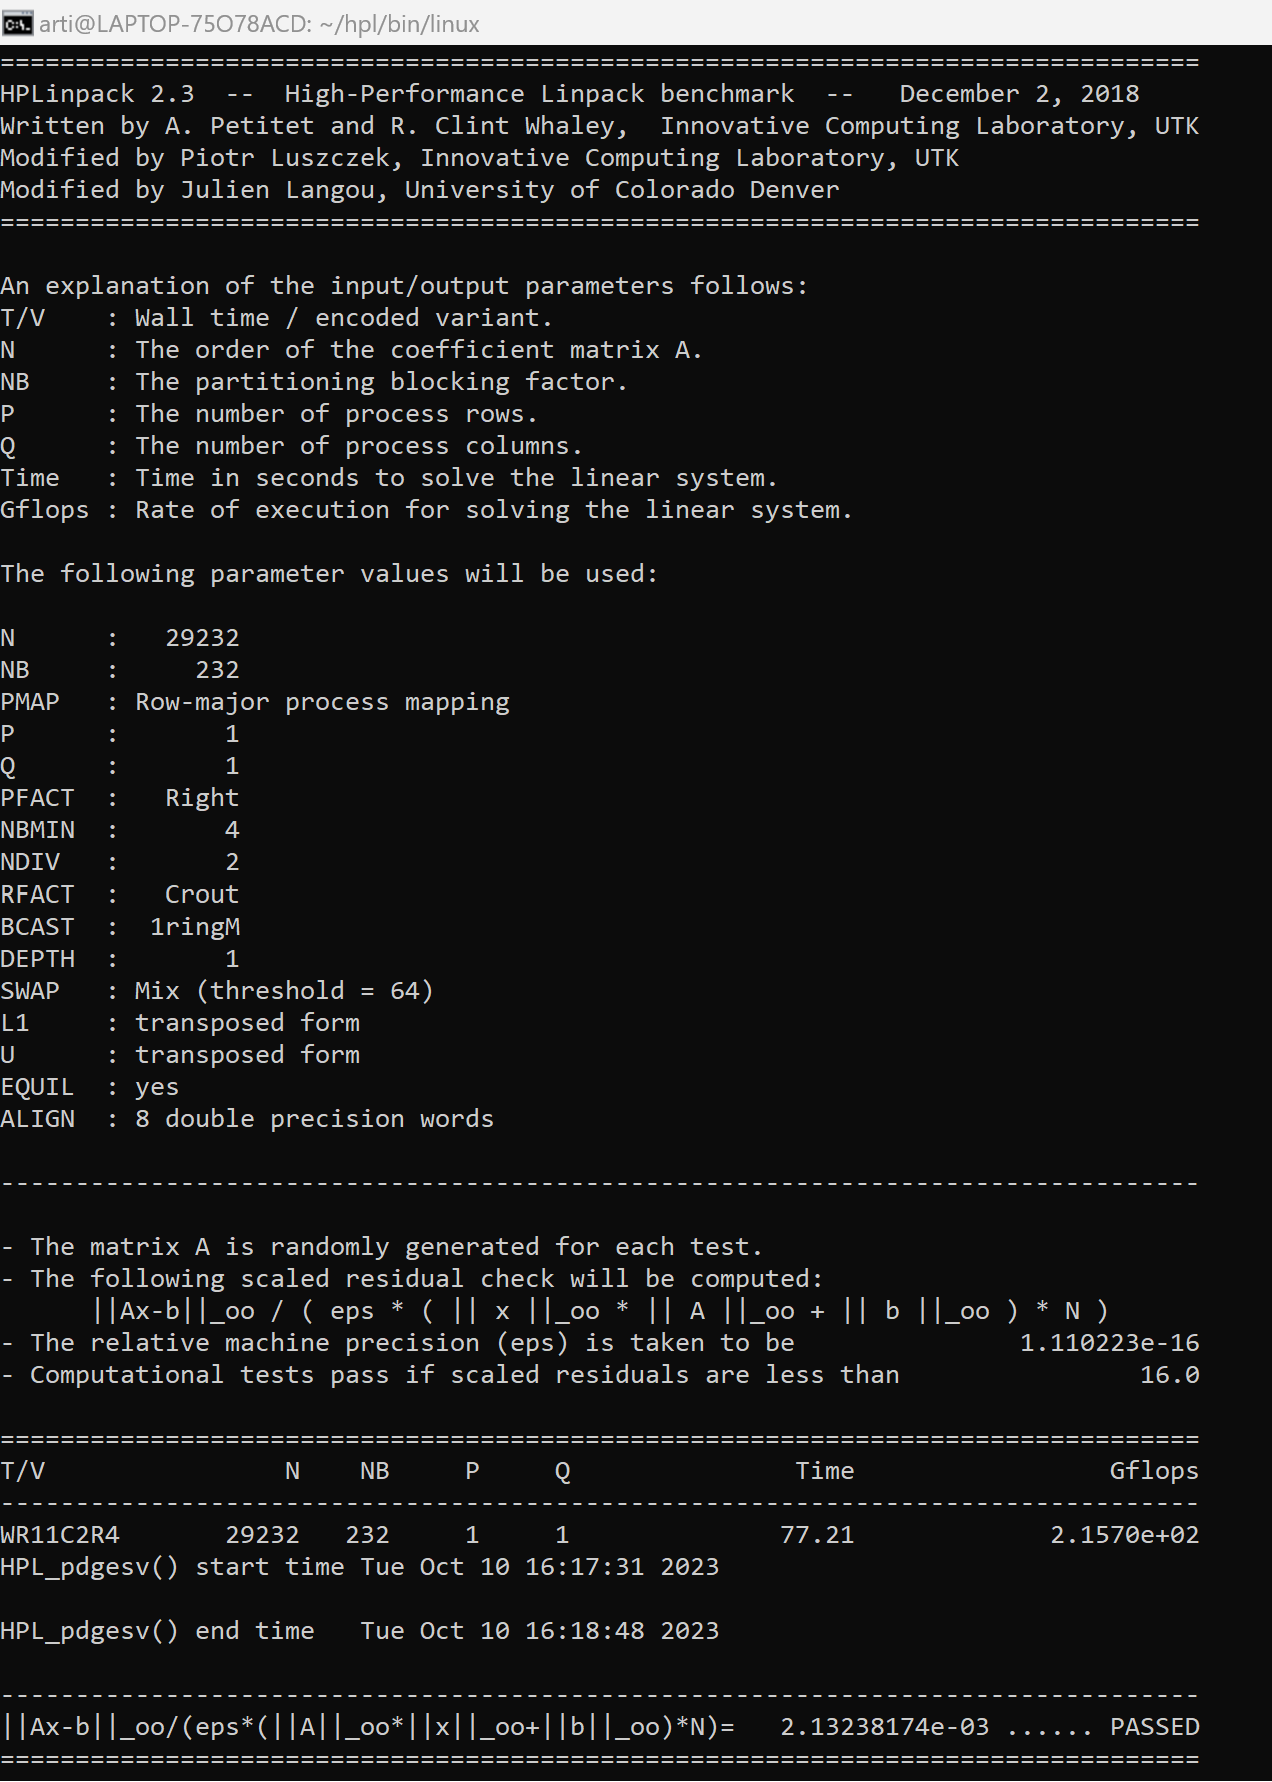 arti@LAPTOP-75O78ACD: ~/hpl/bin/linux
================================================================================
HPLinpack 2.3  --  High-Performance Linpack benchmark  --   December 2, 2018
Written by A. Petitet and R. Clint Whaley,  Innovative Computing Laboratory, UTK
Modified by Piotr Luszczek, Innovative Computing Laboratory, UTK
Modified by Julien Langou, University of Colorado Denver
================================================================================
An explanation of the input/output parameters follows:
T/V    : Wall time / encoded variant.
N      : The order of the coefficient matrix A.
NB     : The partitioning blocking factor.
P      : The number of process rows.
Q      : The number of process columns.
Time   : Time in seconds to solve the linear system.
Gflops : Rate of execution for solving the linear system.
The following parameter values will be used:
N      :   29232
NB     :     232
PMAP   : Row-major process mapping
P      :       1
Q      :       1
PFACT  :   Right
NBMIN  :       4
NDIV   :       2
RFACT  :   Crout
BCAST  :  1ringM
DEPTH  :       1
SWAP   : Mix (threshold = 64)
L1     : transposed form
U      : transposed form
EQUIL  : yes
ALIGN  : 8 double precision words
--------------------------------------------------------------------------------
- The matrix A is randomly generated for each test.
- The following scaled residual check will be computed:
      ||Ax-b||_oo / ( eps * ( || x ||_oo * || A ||_oo + || b ||_oo ) * N )
- The relative machine precision (eps) is taken to be               1.110223e-16
- Computational tests pass if scaled residuals are less than                16.0
================================================================================
T/V                N    NB     P     Q               Time                 Gflops
--------------------------------------------------------------------------------
WR11C2R4       29232   232     1     1              77.21             2.1570e+02
HPL_pdgesv() start time Tue Oct 10 16:17:31 2023
HPL_pdgesv() end time   Tue Oct 10 16:18:48 2023
--------------------------------------------------------------------------------
||Ax-b||_oo/(eps*(||A||_oo*||x||_oo+||b||_oo)*N)=   2.13238174e-03 ...... PASSED
================================================================================